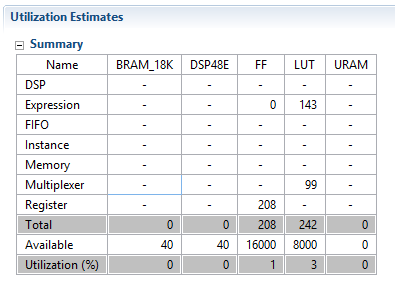 Utilization Estimates
Summary
Name BRAM_18K DSP48E FF LUT URAM
DSP - - - - -
Expression - - 0 143 -
FIFO - - - - -
Instance - - - - -
Memory - - - - -
Multiplexer - - - 99 -
Register - - 208 - -
Total 0 0 208 242 0
Available 40 40 16000 8000 0
Utilization (%) 0 0 1 3 0